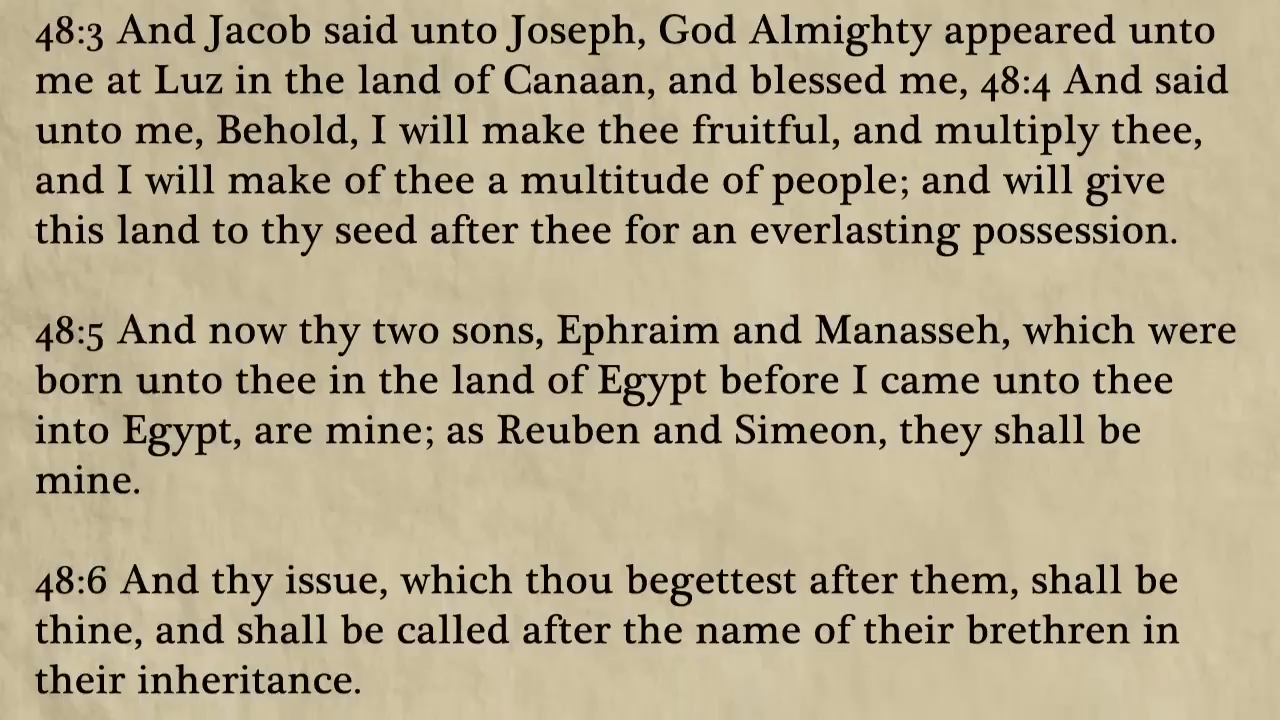 48:3 And Jacob said unto Joseph, God Almighty appeared unto
me at Luz in the land of Canaan, and blessed me, 48:4 And said
unto me, Behold, I will make thee fruitful, and multiply thee,
and I will make of thee a multitude of people; and will give
this land to thy seed after thee for an everlasting possession.
48:5 And now thy two sons, Ephraim and Manasseh, which were
born unto thee in the land of Egypt before I came unto thee
into Egypt, are mine; as Reuben and Simeon, they shall be
mine.
48:6 And thy issue, which thou begettest after them, shall be
thine, and shall be called after the name of their brethren in
their inheritance.